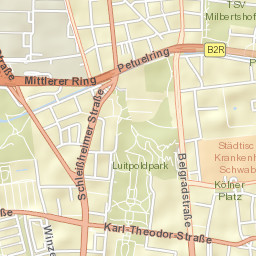 TSV
Milbertshof
Petuelring
B2R
Mittlerer Ring
Straße
Schleißheimer Straße
Städtisc
Krankenh
Schwab
Luitpoldpark
Belgradstraße
Kölner
Platz
aße
Karl-Theodor-Straße
Winze